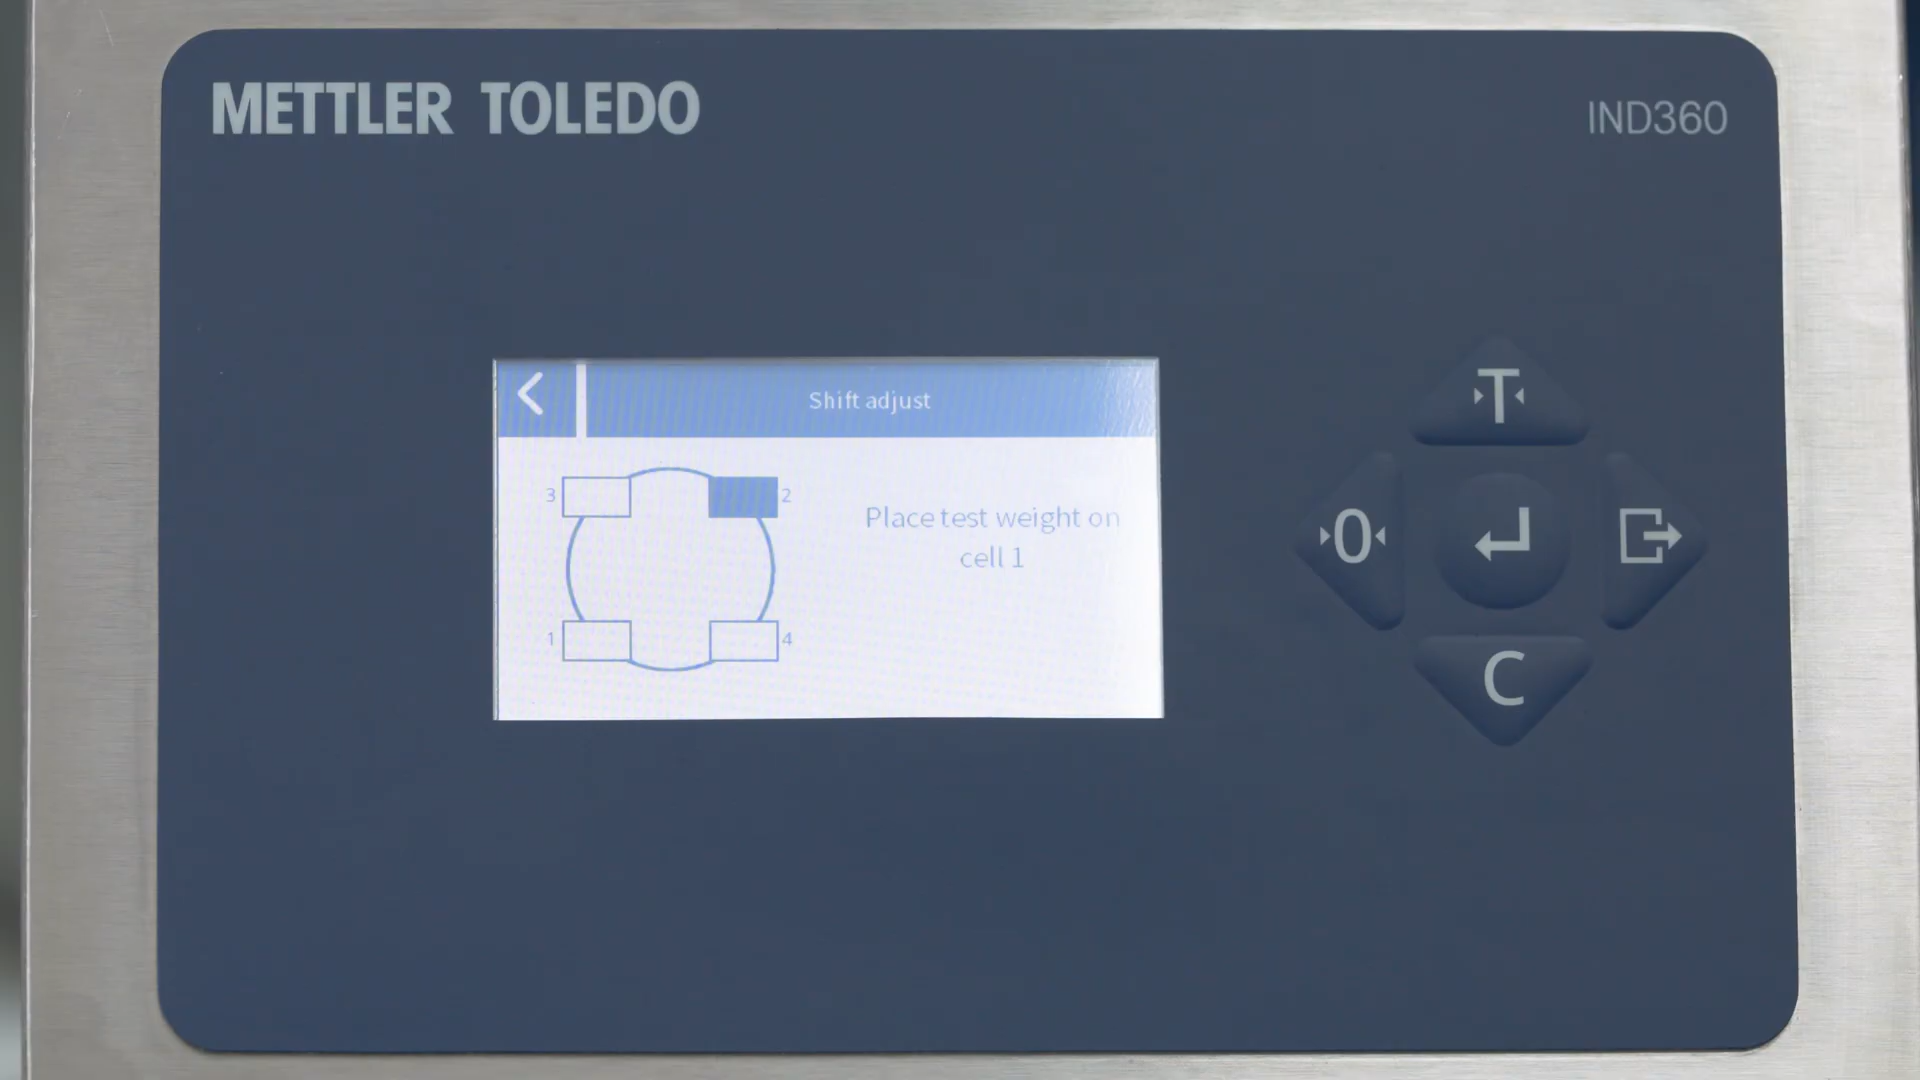 METTLER TOLEDO
IND360
Shift adjust
3
2
Place test weight on
cell 1
1
4
T
0
C